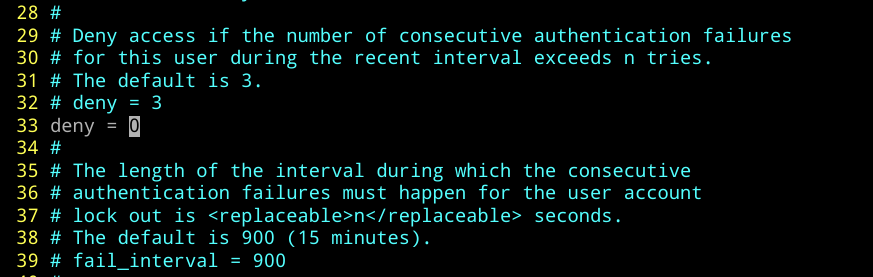 28 #
29 # Deny access if the number of consecutive authentication failures
30 # for this user during the recent interval exceeds n tries.
31 # The default is 3.
32 # deny = 3
33 deny = 0
34 #
35 # The length of the interval during which the consecutive
36 # authentication failures must happen for the user account
37 # lock out is <replaceable>n</replaceable> seconds.
38 # The default is 900 (15 minutes).
39 # fail_interval = 900